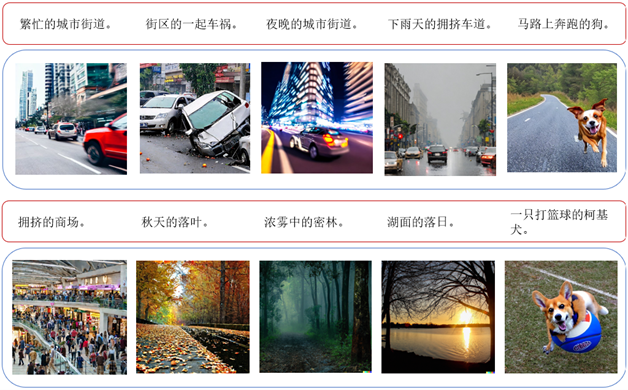 繁忙的城市街道。
街区的一起车祸。
夜晚的城市街道。
下雨天的拥挤车道。
马路上奔跑的狗。
拥挤的商场。
秋天的落叶。
浓雾中的密林。
湖面的落日。
一只打篮球的柯基
犬。